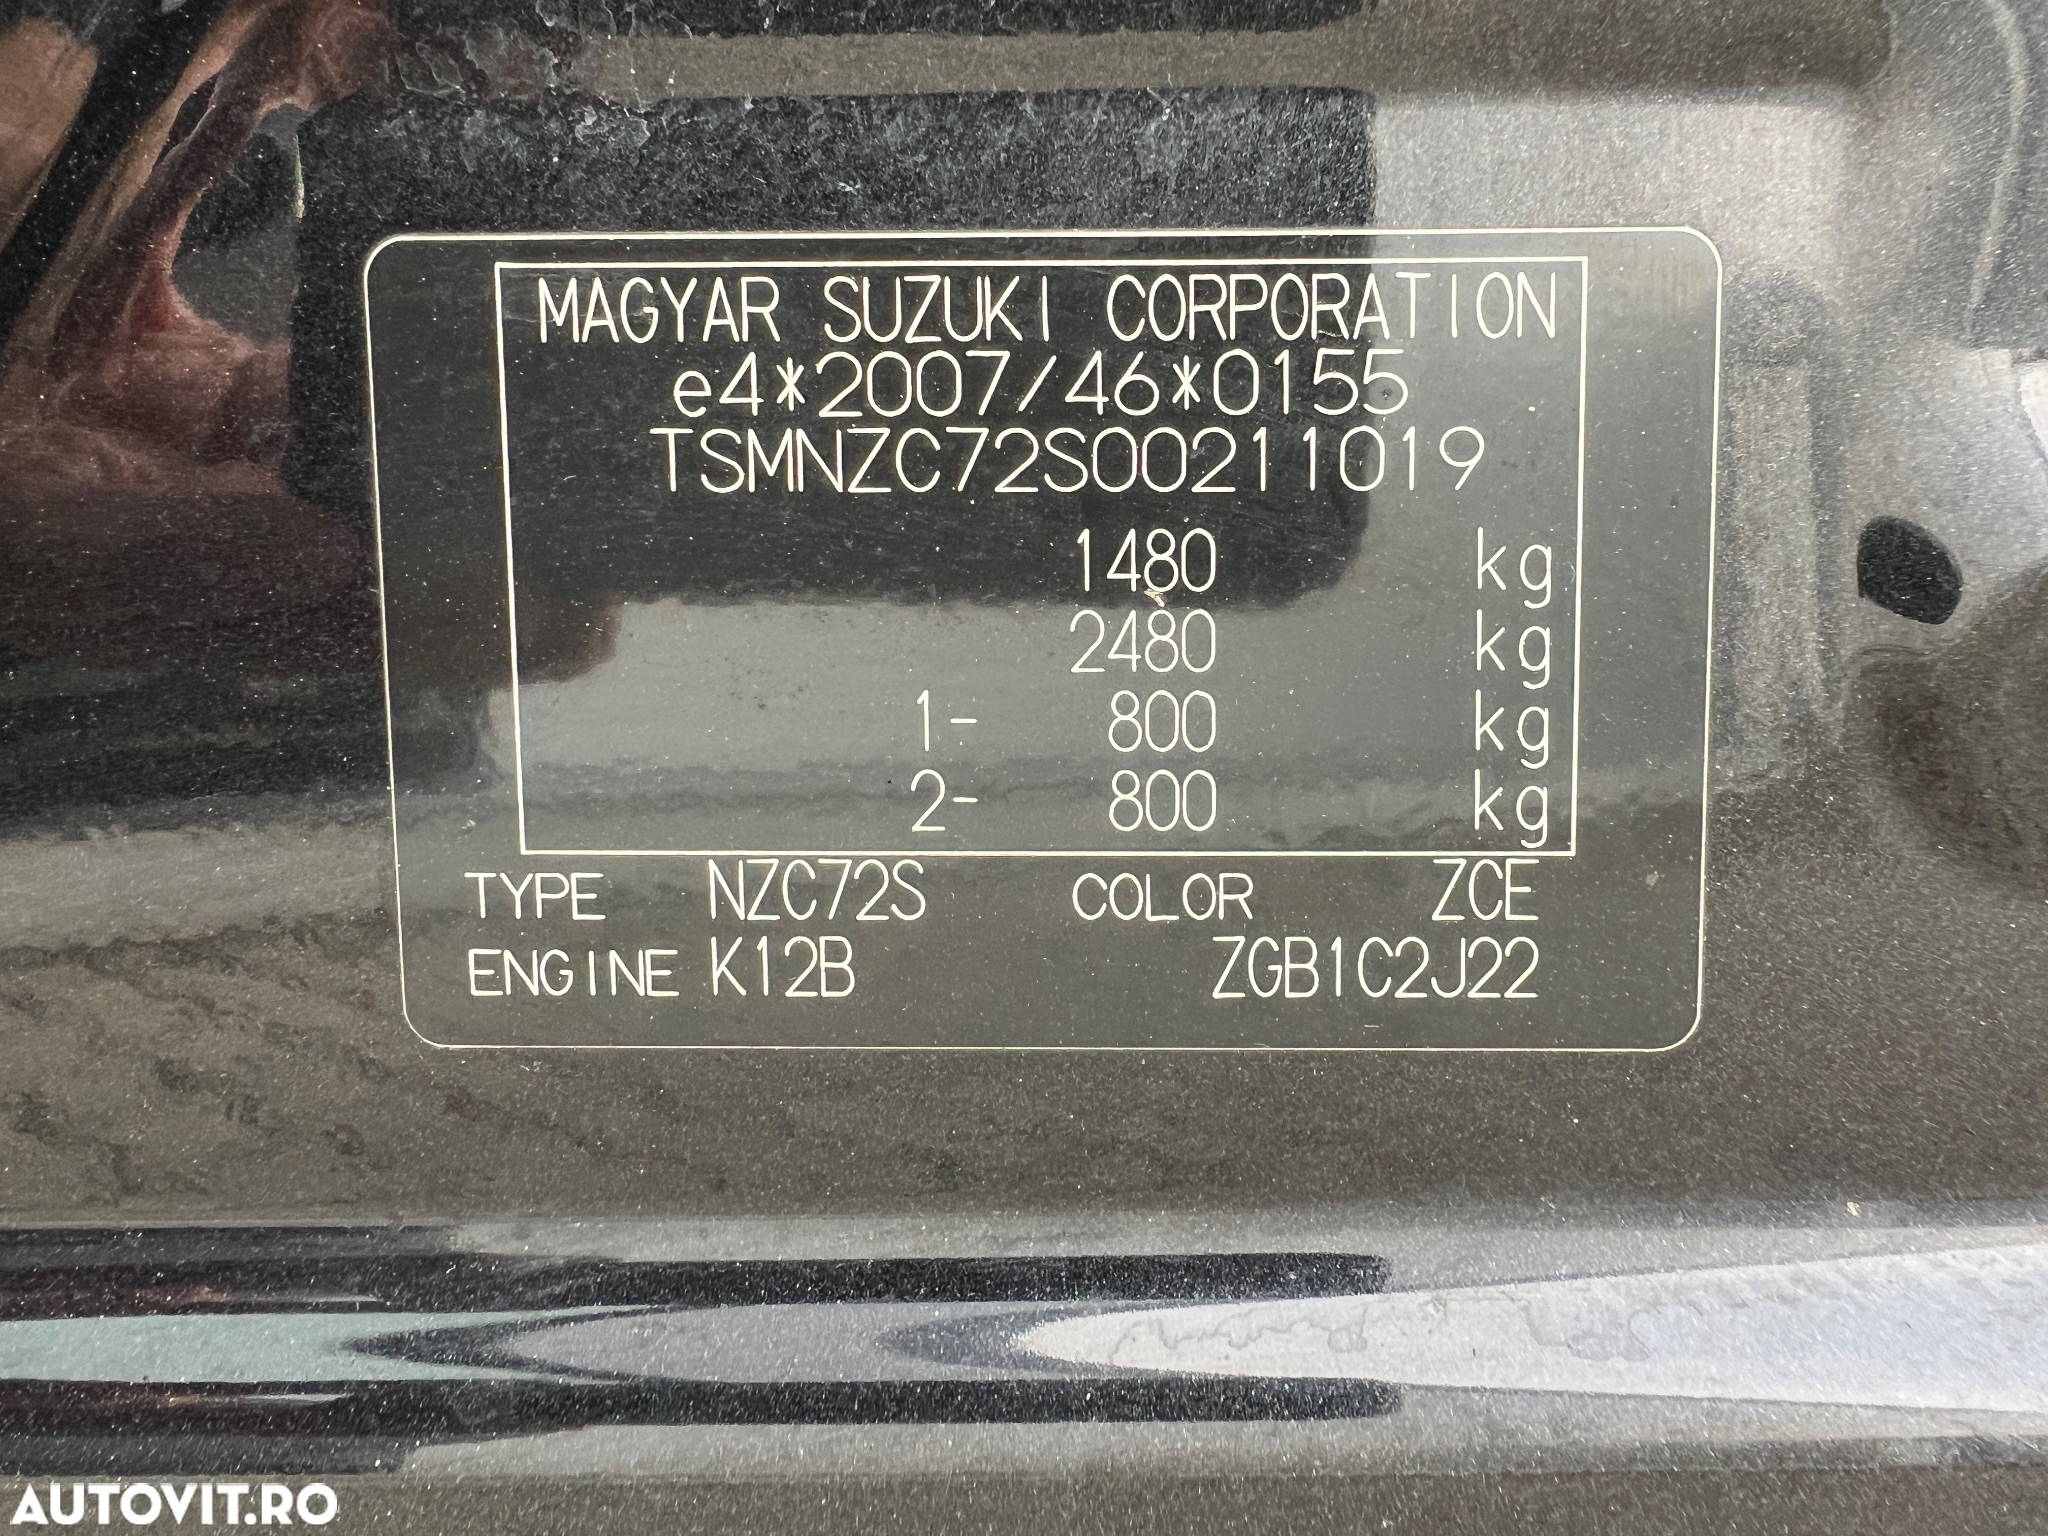 MAGYAR SUZUKI CORPORATION
e4*2007/46*0155
TSMNZC72S00211019
1480 kg
2480 kg
1- 800 kg
2- 800 kg
TYPE NZC72S COLOR ZCE
ENGINE K12B ZGB1C2J22
AUTOVIT.RO